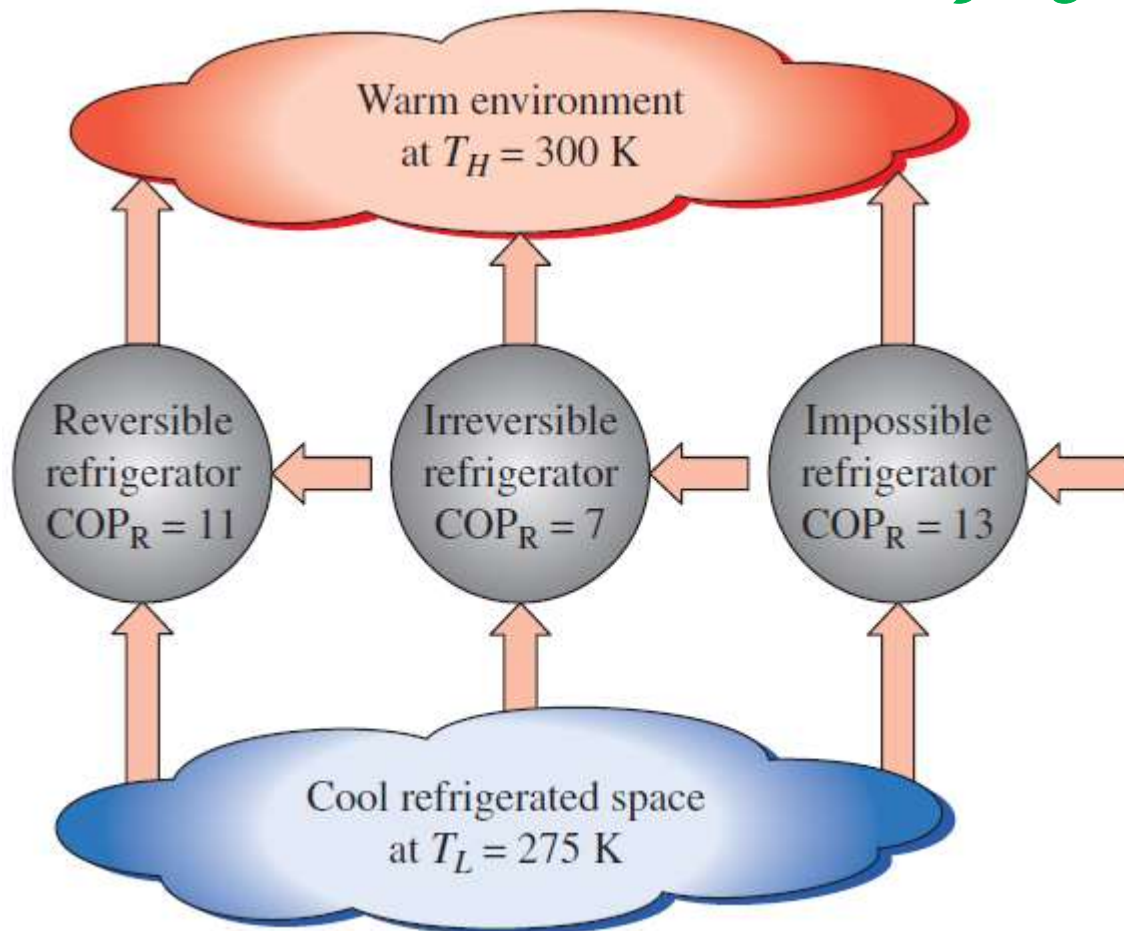 Warm environment
at T_H = 300 K
Reversible
refrigerator
COP_R = 11
Irreversible
refrigerator
COP_R = 7
Impossible
refrigerator
COP_R = 13
Cool refrigerated space
at T_L = 275 K